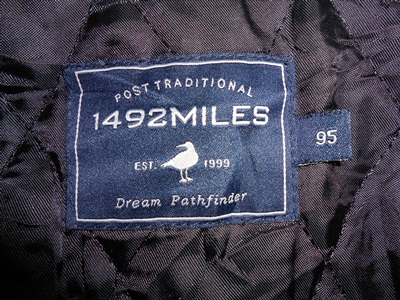 POST TRADITIONAL
1492MILES
EST. 1999
Dream Pathfinder
95